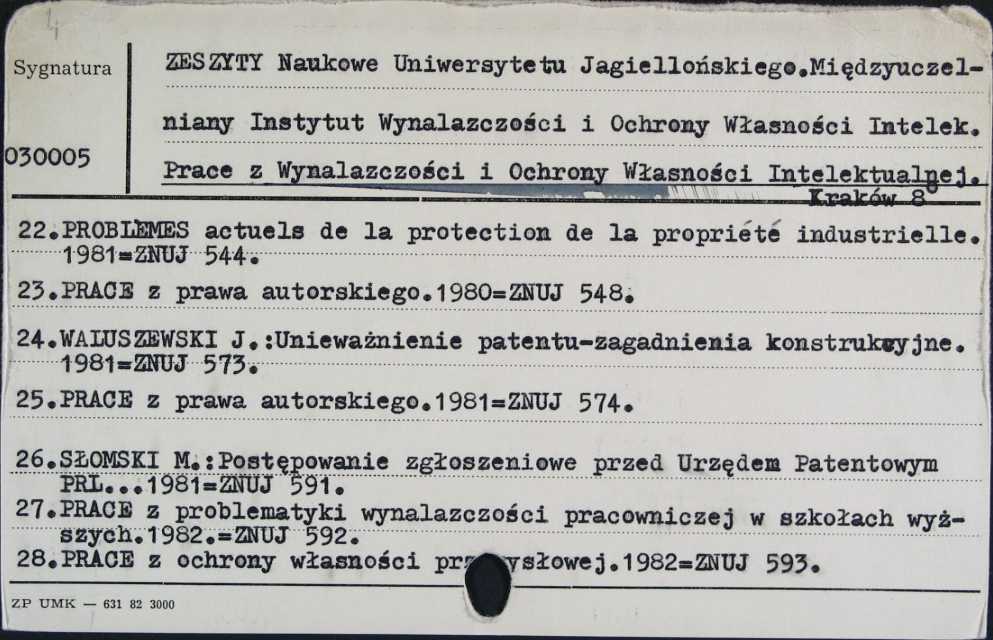 4
Sygnatura
ZESZYTY Naukowe Uniwersytetu Jagiellońskiego.Międzyuczel-
niany Instytut Wynalazczości i Ochrony Własności Intelek.
030005
Prace z Wynalazczości i Ochrony Własności Intelektualnej.
Kraków 8°
22.PROBLEMES actuels de la protection de la propriété industrielle.
1981=ZNUJ 544.
23.PRACE z prawa autorskiego.1980=ZNUJ 548.
24.WALUSZEWSKI J.:Unieważnienie patentu-zagadnienia konstrukcyjne.
1981=ZNUJ 573.
25.PRACE z prawa autorskiego.1981=ZNUJ 574.
26.SŁOMSKI M.:Postępowanie zgłoszeniowe przed Urzędem Patentowym
PRL...1981=ZNUJ 591.
27.PRACE z problematyki wynalazczości pracowniczej w szkołach wyż-
szych.1982.=ZNUJ 592.
28.PRACE z ochrony własności przemysłowej.1982=ZNUJ 593.
ZP UMK — 631 82 3000